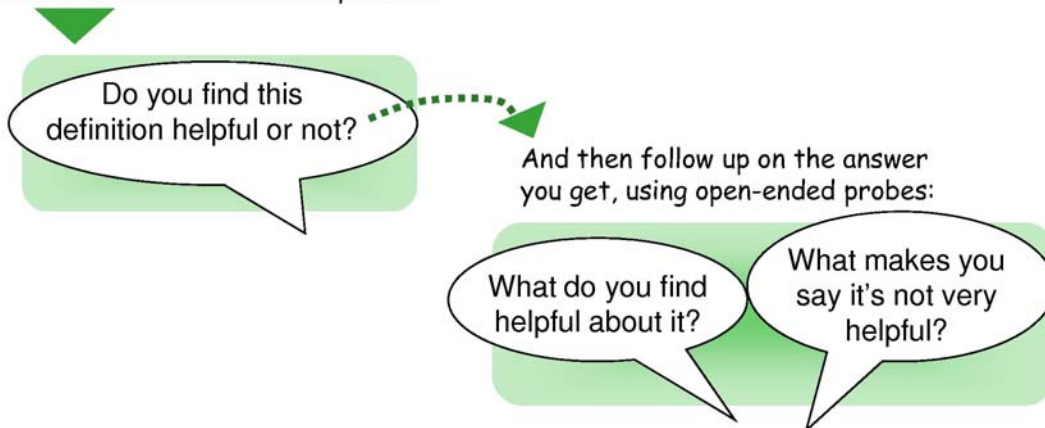 Do you find this
definition helpful or not?
And then follow up on the answer
you get, using open-ended probes:
What do you find
helpful about it?
What makes you
say it's not very
helpful?